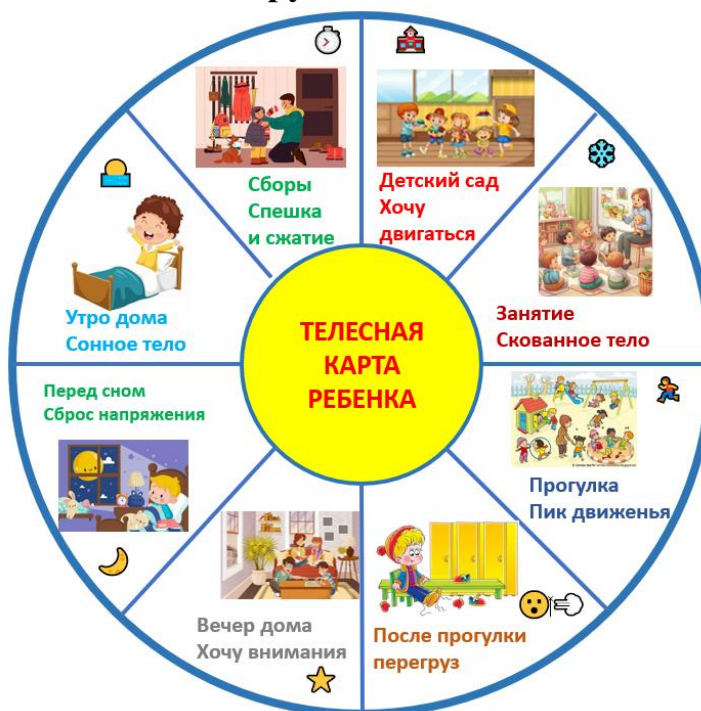 ТЕЛЕСНАЯ
КАРТА
РЕБЕНКА
Утро дома
Сонное тело
Сборы
Спешка
и сжатие
Детский сад
Хочу
двигаться
Занятие
Скованное тело
Прогулка
Пик движенья
После прогулки
перегруз
Вечер дома
Хочу внимания
Перед сном
Сброс напряжения